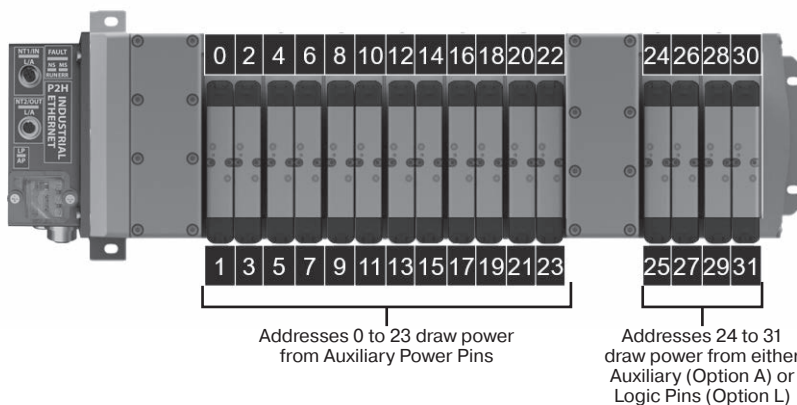 NT1/IN
L/A
FAULT
NS MS
RUN ERR
P2H
INDUSTRIAL
ETHERNET
NT2/OUT
L/A
LP
AP
0 2 4 6 8 10 12 14 16 18 20 22 24 26 28 30
1 3 5 7 9 11 13 15 17 19 21 23 25 27 29 31
Addresses 0 to 23 draw power
from Auxiliary Power Pins
Addresses 24 to 31
draw power from either
Auxiliary (Option A) or
Logic Pins (Option L)